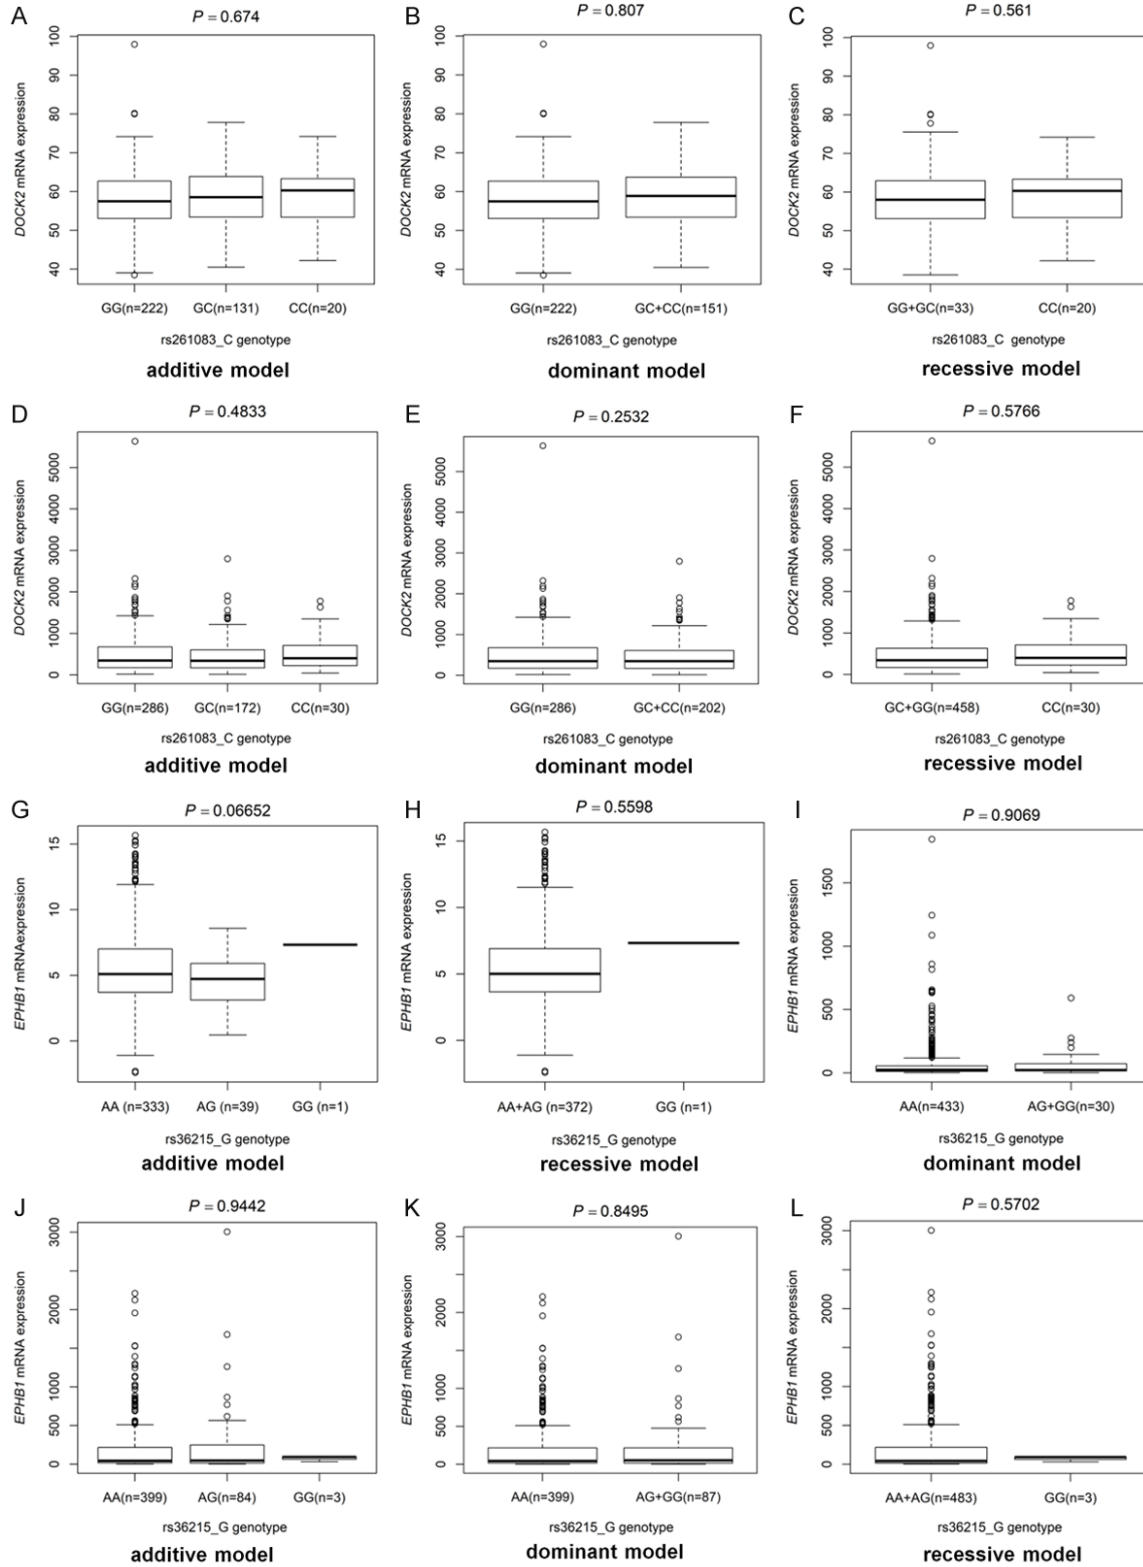 A
P = 0.674
DOCK2 mRNA expression
100
90
80
70
60
50
40
GG(n=222) GC(n=131) CC(n=20)
rs261083_C genotype
additive model
B
P = 0.807
DOCK2 mRNA expression
100
90
80
70
60
50
40
GG(n=222) GC+CC(n=151)
rs261083_C genotype
dominant model
C
P = 0.561
DOCK2 mRNA expression
100
90
80
70
60
50
40
GG+GC(n=33) CC(n=20)
rs261083_C genotype
recessive model
D
P = 0.4833
DOCK2 mRNA expression
5000
4000
3000
2000
1000
0
GG(n=286) GC(n=172) CC(n=30)
rs261083_C genotype
additive model
E
P = 0.2532
DOCK2 mRNA expression
5000
4000
3000
2000
1000
0
GG(n=286) GC+CC(n=202)
rs261083_C genotype
dominant model
F
P = 0.5766
DOCK2 mRNA expression
5000
4000
3000
2000
1000
0
GC+GG(n=458) CC(n=30)
rs261083_C genotype
recessive model
G
P = 0.06652
EPHB1 mRNAexpression
15
10
5
0
AA (n=333) AG (n=39) GG (n=1)
rs36215_G genotype
additive model
H
P = 0.5598
EPHB1 mRNA expression
15
10
5
0
AA+AG (n=372) GG (n=1)
rs36215_G genotype
recessive model
I
P = 0.9069
EPHB1 mRNA expression
1500
500
0
AA(n=433) AG+GG(n=30)
rs36215_G genotype
dominant model
J
P = 0.9442
EPHB1 mRNA expression
3000
2000
1000
500
0
AA(n=399) AG(n=84) GG(n=3)
rs36215_G genotype
additive model
K
P = 0.8495
EPHB1 mRNA expression
3000
2000
1000
500
0
AA(n=399) AG+GG(n=87)
rs36215_G genotype
dominant model
L
P = 0.5702
EPHB1 mRNA expression
3000
2000
1000
500
0
AA+AG(n=483) GG(n=3)
rs36215_G genotype
recessive model